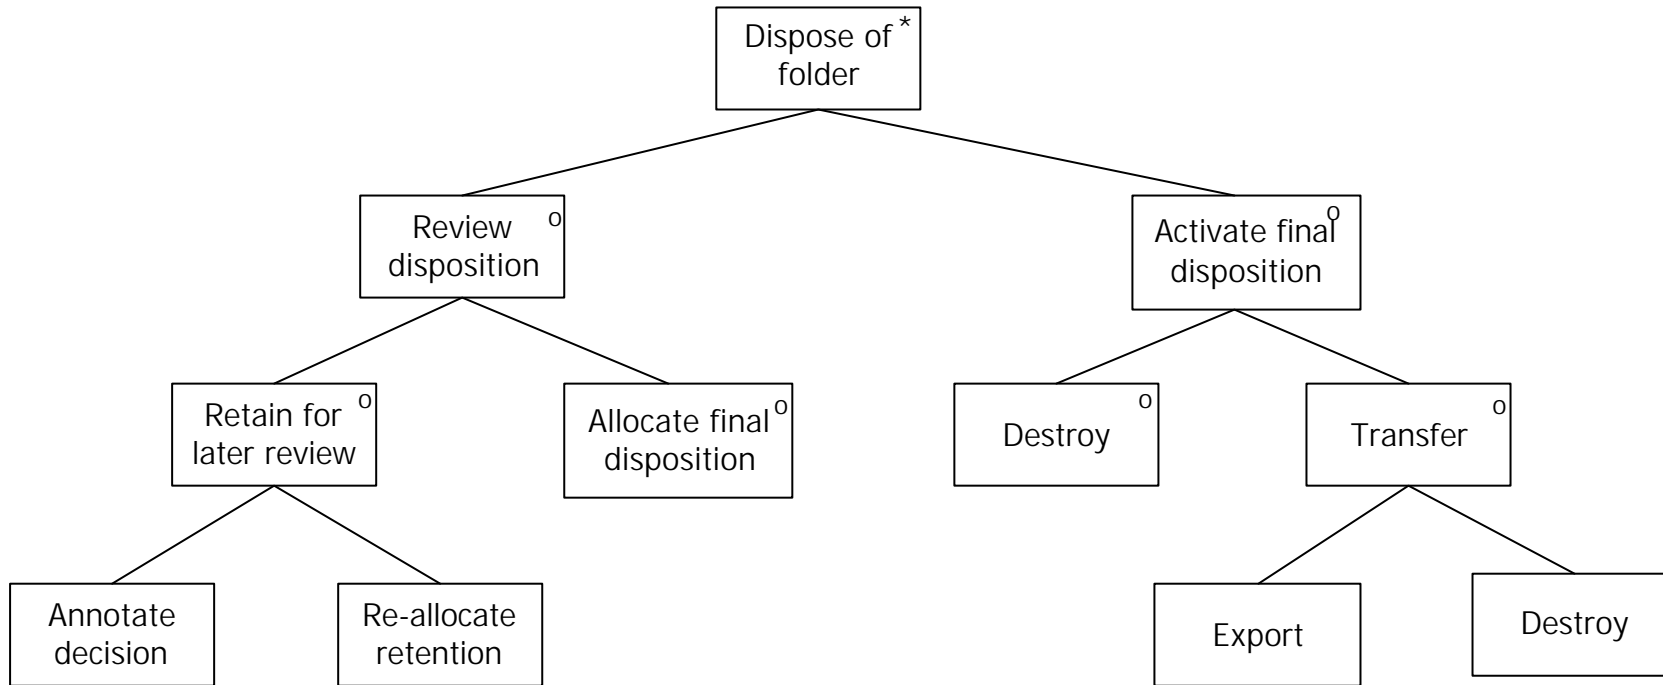 Dispose of *
folder
Review o
disposition
Activate final o
disposition
Retain for o
later review
Allocate final o
disposition
Destroy o
Transfer o
Annotate
decision
Re-allocate
retention
Export
Destroy